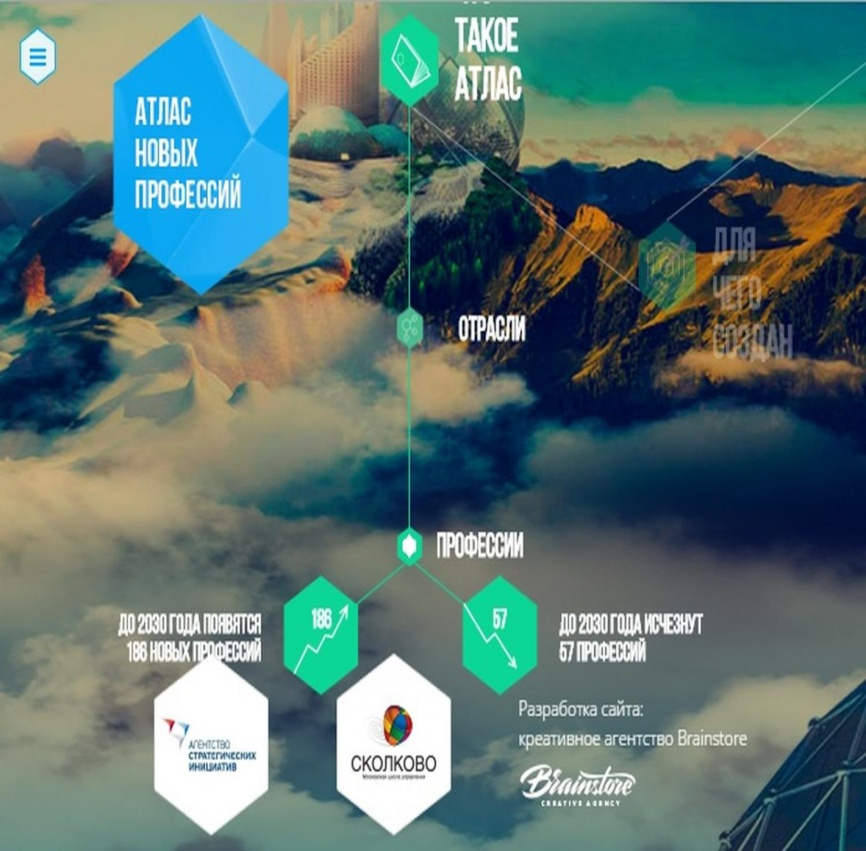 ТАКОЕ
АТЛАС
АТЛАС
НОВЫХ
ПРОФЕССИЙ
ДЛЯ
ЧЕГО
СОЗДАН
ОТРАСЛИ
ПРОФЕССИИ
ДО 2030 ГОДА ПОЯВЯТСЯ
186 НОВЫХ ПРОФЕССИЙ
186
57
ДО 2030 ГОДА ИСЧЕЗНУТ
57 ПРОФЕССИЙ
АГЕНТСТВО
СТРАТЕГИЧЕСКИХ
ИНИЦИАТИВ
СКОЛКОВО
Московская школа управления
Разработка сайта:
креативное агентство Brainstore
Brainstore
CREATIVE AGENCY